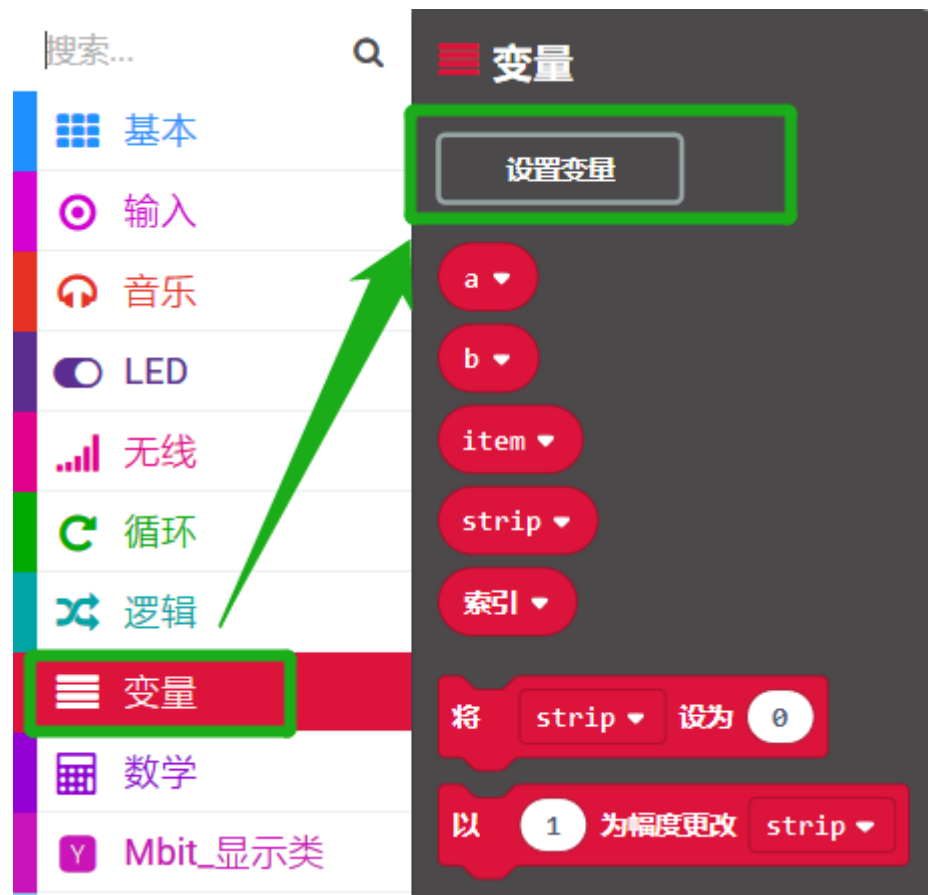 搜索...
基本
输入
音乐
LED
无线
循环
逻辑
变量
数学
Y Mbit_显示类
变量
设置变量
a
b
item
strip
索引
将 strip 设为 0
以 1 为幅度更改 strip